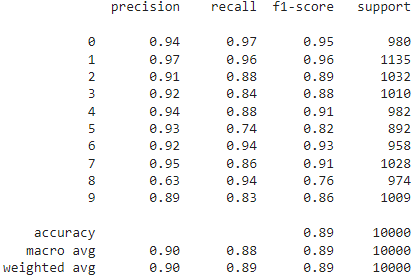 precision recall f1-score support
0 0.94 0.97 0.95 980
1 0.97 0.96 0.96 1135
2 0.91 0.88 0.89 1032
3 0.92 0.84 0.88 1010
4 0.94 0.88 0.91 982
5 0.93 0.74 0.82 892
6 0.92 0.94 0.93 958
7 0.95 0.86 0.91 1028
8 0.63 0.94 0.76 974
9 0.89 0.83 0.86 1009
accuracy 0.89 10000
macro avg 0.90 0.88 0.89 10000
weighted avg 0.90 0.89 0.89 10000